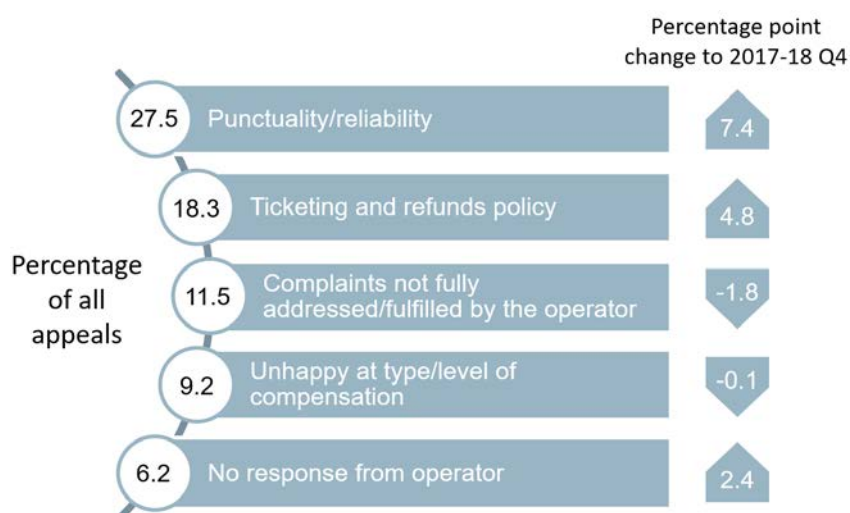 Percentage point
change to 2017-18 Q4
27.5 Punctuality/reliability 7.4
18.3 Ticketing and refunds policy 4.8
Percentage
of all
appeals
11.5 Complaints not fully
addressed/fulfilled by the operator -1.8
9.2 Unhappy at type/level of
compensation -0.1
6.2 No response from operator 2.4